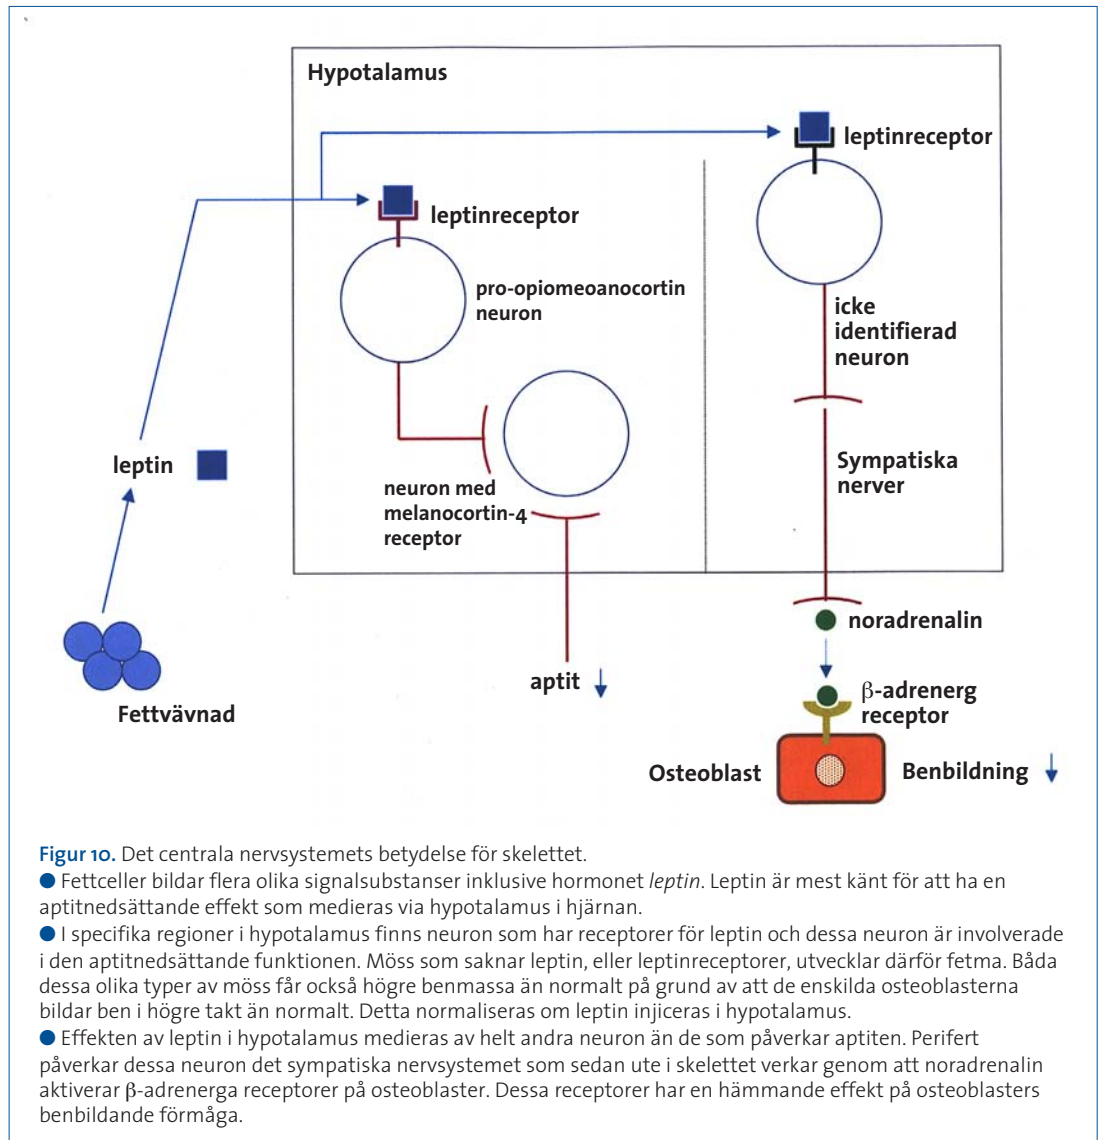 Hypotalamus
leptinreceptor
leptinreceptor
pro-opiomeoanocortin
neuron
icke
identifierad
neuron
leptin
Sympatiska
nerver
neuron med
melanocortin-4
receptor
noradrenalin
aptit
β-adrenerg
receptor
Fettvävnad
Osteoblast
Benbildning
Figur 10. Det centrala nervsystemets betydelse för skelettet.
● Fettceller bildar flera olika signalsubstanser inklusive hormonet leptin. Leptin är mest känt för att ha en
aptitnedsättande effekt som medieras via hypotalamus i hjärnan.
● I specifika regioner i hypotalamus finns neuron som har receptorer för leptin och dessa neuron är involverade
i den aptitnedsättande funktionen. Möss som saknar leptin, eller leptinreceptorer, utvecklar därför fetma. Båda
dessa olika typer av möss får också högre benmassa än normalt på grund av att de enskilda osteoblasterna
bildar ben i högre takt än normalt. Detta normaliseras om leptin injiceras i hypotalamus.
● Effekten av leptin i hypotalamus medieras av helt andra neuron än de som påverkar aptiten. Perifert
påverkar dessa neuron det sympatiska nervsystemet som sedan ute i skelettet verkar genom att noradrenalin
aktiverar β-adrenerga receptorer på osteoblaster. Dessa receptorer har en hämmande effekt på osteoblasters
benbildande förmåga.